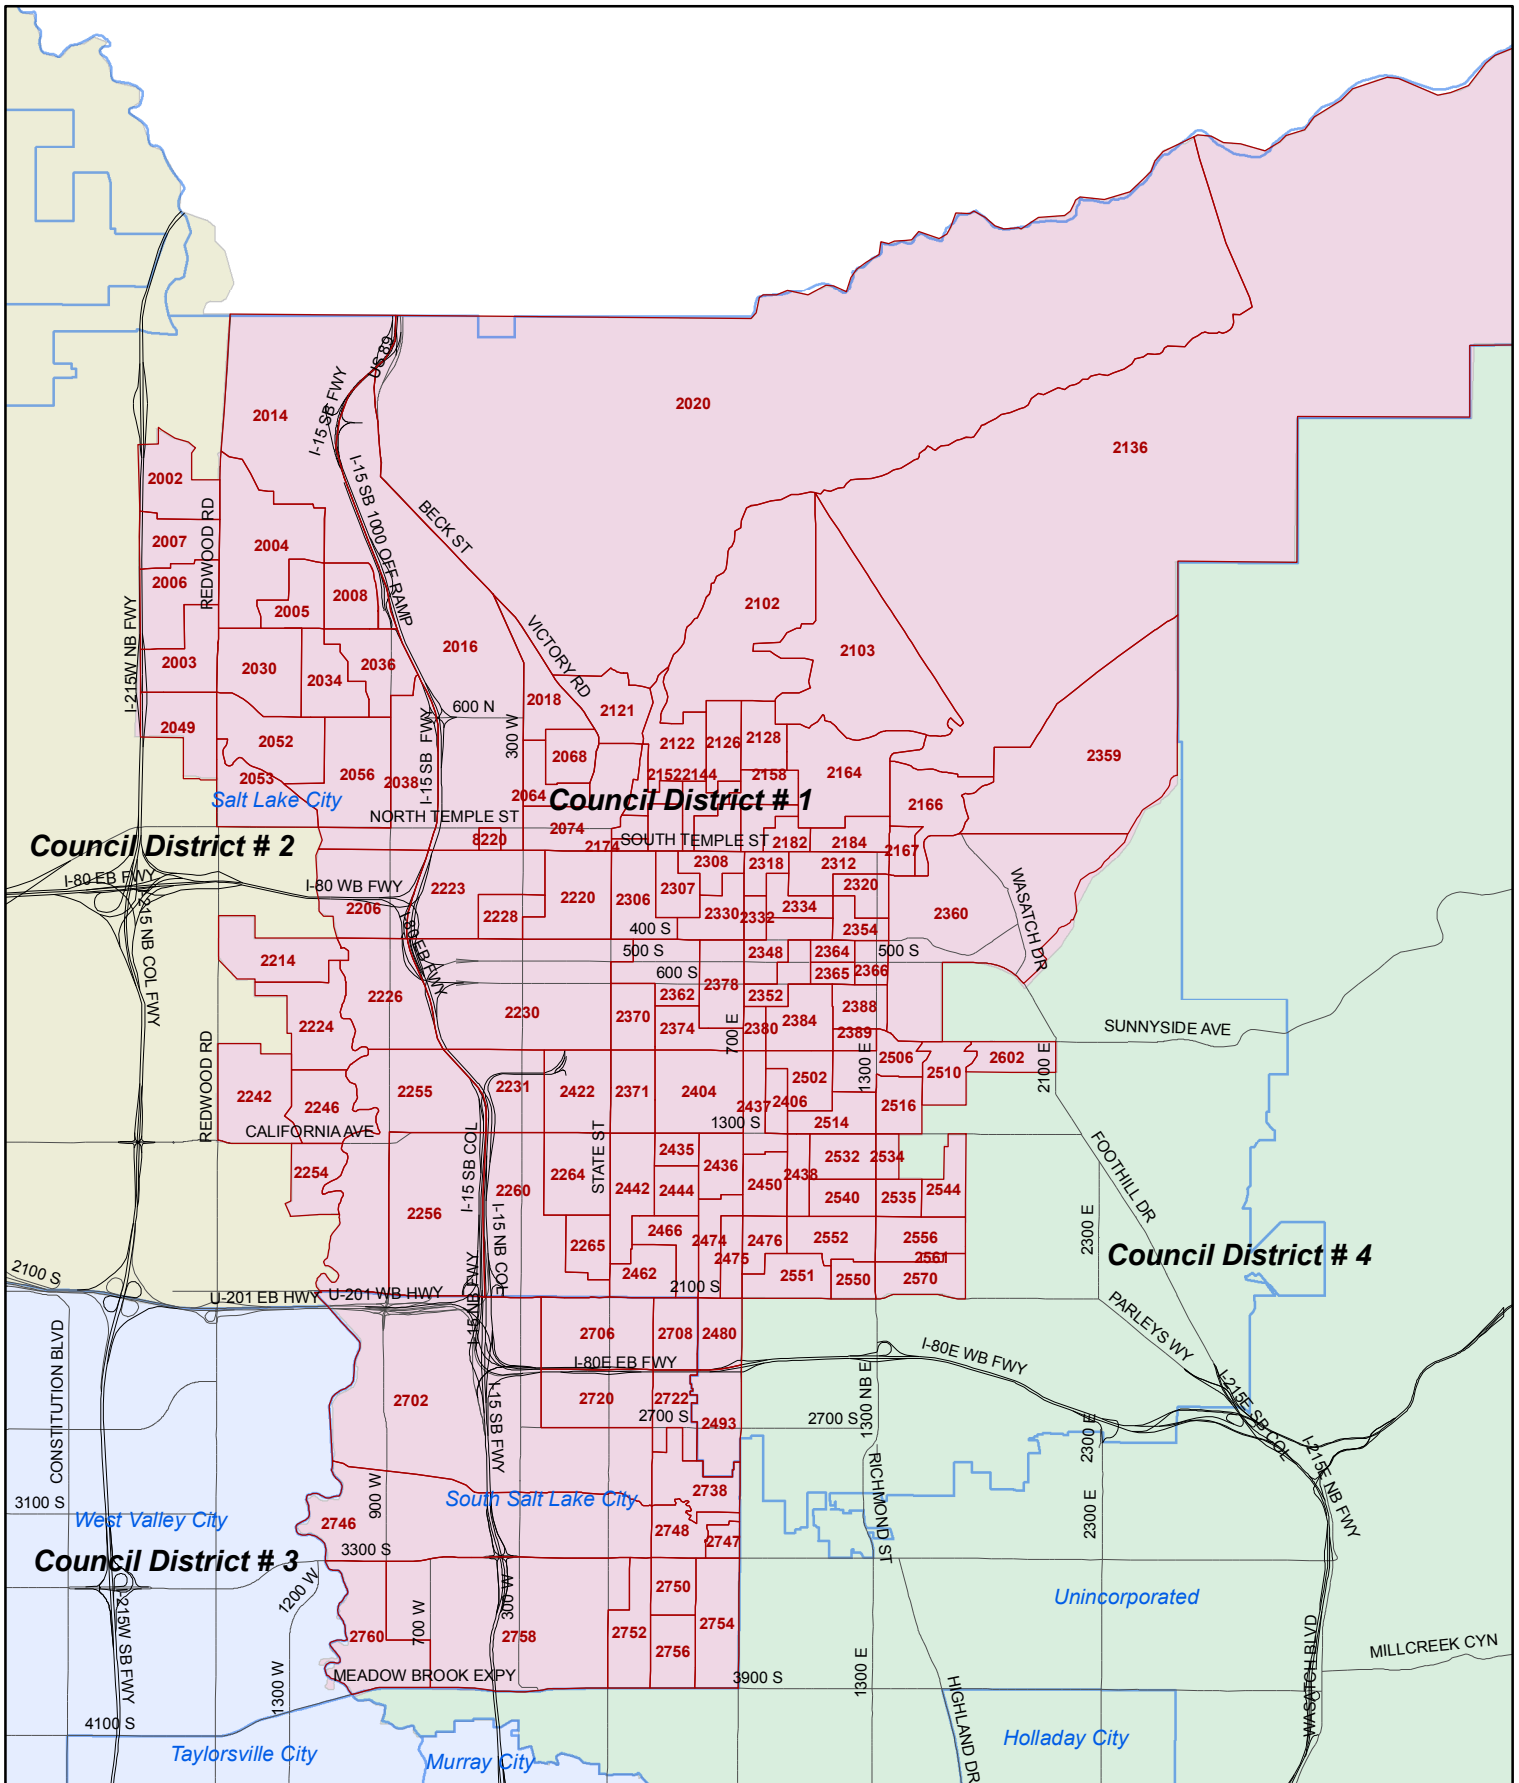 US 89
I-15 SB FWY
2014
2020
2136
I-15 SB 1000 OFF RAMP
BECK ST
2002
REDWOOD RD
2007
2004
2006
2005
2008
2102
I-215W NB FWY
VICTORY RD
2003
2030
2034
2036
2016
2103
2018
600 N
2121
2049
2052
300 W
2122
2126
2128
I-15 SB FWY
2068
2359
2053
2056
2038
2152
2144
2158
2164
Salt Lake City
2064
Council District # 1
2166
NORTH TEMPLE ST
2074
8220
2174
SOUTH TEMPLE ST
2182
2184
2167
Council District # 2
2308
2318
2312
I-80 EB FWY
I-80 WB FWY
2223
2220
2306
2307
2320
WASATCH DR
2206
2228
2330
2332
2334
2360
400 S
2354
I-80 EB FWY
215 NB COL FWY
2214
500 S
2348
2364
500 S
600 S
2378
2365
2366
2226
2362
2352
2224
2230
2370
2374
700 E
2380
2384
2388
2389
SUNNYSIDE AVE
REDWOOD RD
2506
2602
2242
2255
2231
2422
2371
2404
2502
1300 E
2510
2100 E
2246
2437
2406
2516
CALIFORNIA AVE
1300 S
2514
I-15 SB COL
STATE ST
2435
2436
2532
2534
FOOTHILL DR
2254
2264
2438
2260
2442
2444
2450
2540
2535
2544
2256
I-15 NB COL
2466
2474
2476
2552
2556
2300 E
Council District # 4
2265
2475
2561
2100 S
2462
2551
2550
2570
I-15 NB FWY
2100 S
U-201 EB HWY
U-201 WB HWY
PARLEYS WY
CONSTITUTION BLVD
2706
2708
2480
I-80E EB FWY
I-80E WB FWY
2702
2720
2722
1300 NB E
I-215E SB COL
I-15 SB FWY
2700 S
2493
2700 S
2300 E
I-215E NB FWY
3100 S
900 W
South Salt Lake City
2738
RICHMOND ST
2300 E
West Valley City
2746
2748
2747
3300 S
Council District # 3
1200 W
300 W
2750
Unincorporated
215W SB FWY
700 W
2760
2758
2752
2754
2756
WASATCH BLVD
MILLCREEK CYN
1300 W
MEADOW BROOK EXPY
3900 S
1300 E
HIGHLAND DR
4100 S
Taylorsville City
Murray City
Holladay City